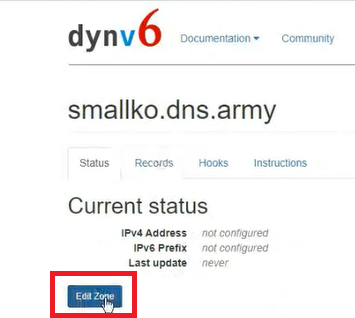 dynv6
Documentation Community
smallko.dns.army
Status Records Hooks Instructions
Current status
IPv4 Address not configured
IPv6 Prefix not configured
Last update never
Edit Zone